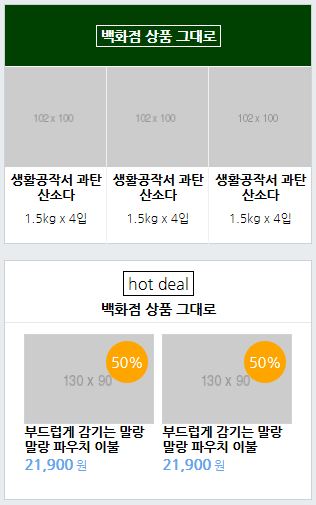 백화점 상품 그대로
102 x 100 102 x 100 102 x 100
생활공작서 과탄 생활공작서 과탄 생활공작서 과탄
산소다 산소다 산소다
1.5kg x 4입 1.5kg x 4입 1.5kg x 4입
hot deal
백화점 상품 그대로
50% 50%
130 x 90 130 x 90
부드럽게 감기는 말랑 부드럽게 감기는 말랑
말랑 파우치 이불 말랑 파우치 이불
21,900 원 21,900 원